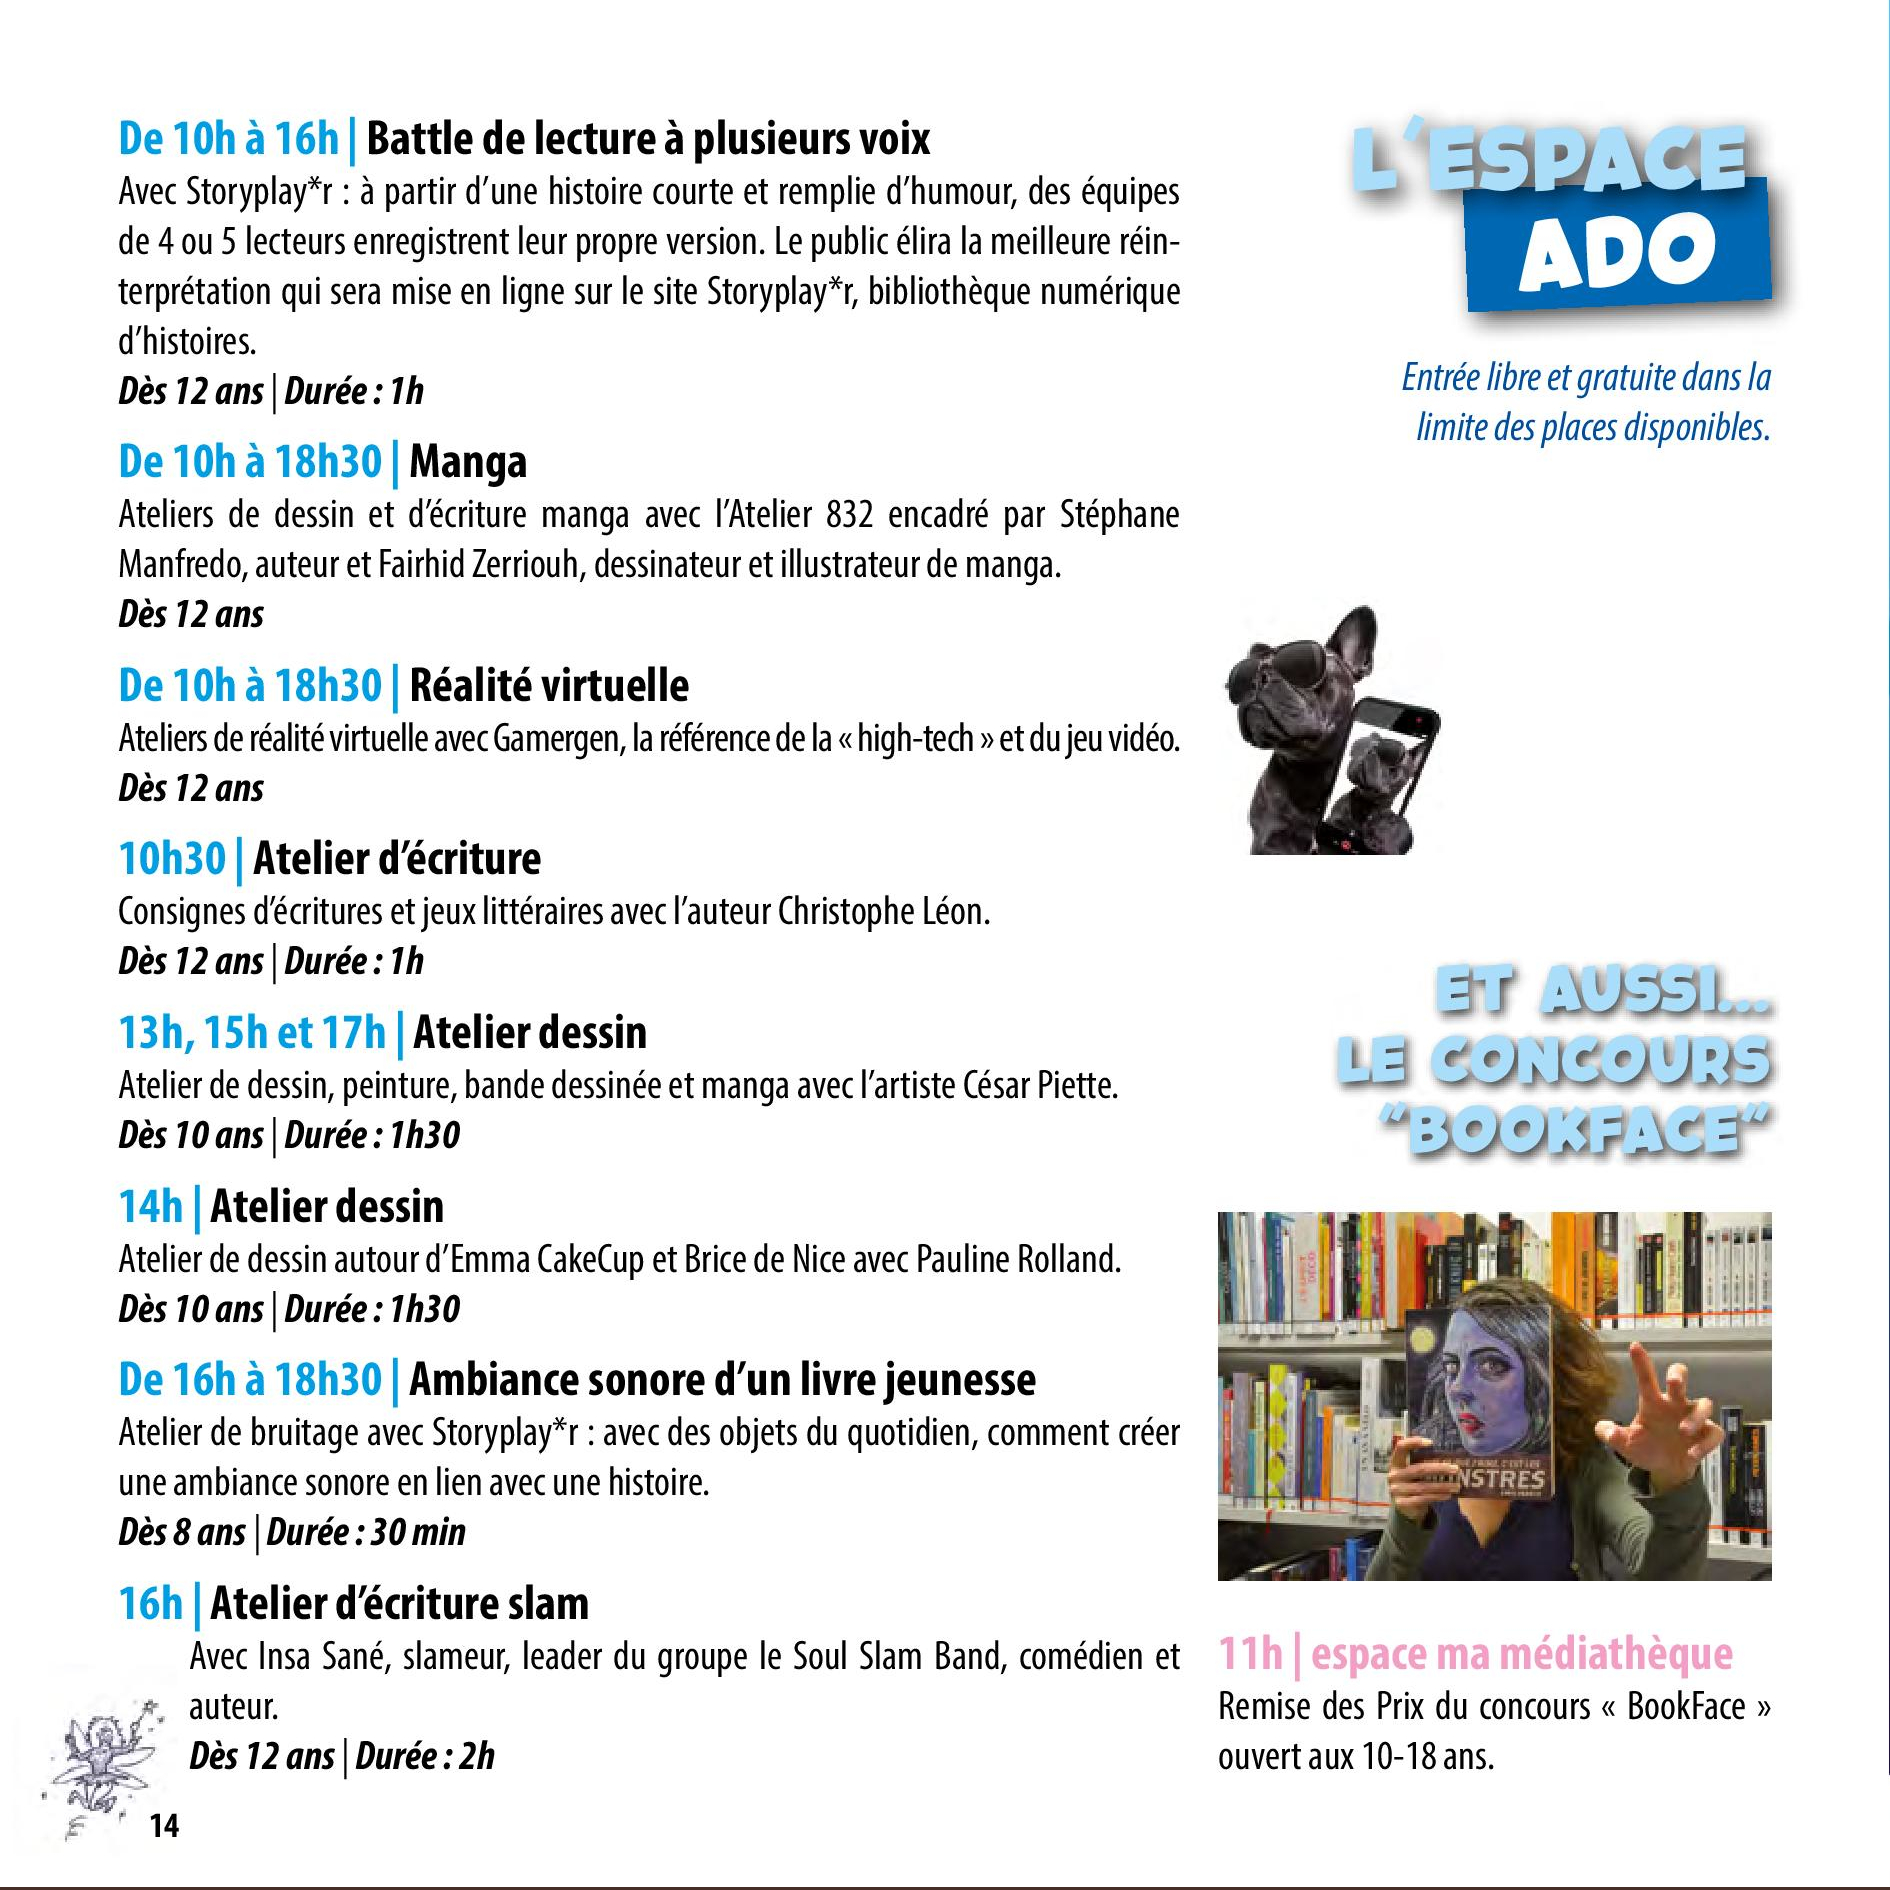 De 10h à 16h | Battle de lecture à plusieurs voix
Avec Storyplay*r : à partir d’une histoire courte et remplie d’humour, des équipes
de 4 ou 5 lecteurs enregistrent leur propre version. Le public élira la meilleure réin-
terprétation qui sera mise en ligne sur le site Storyplay*r, bibliothèque numérique
d’histoires.
Dès 12 ans | Durée : 1h
De 10h à 18h30 | Manga
Ateliers de dessin et d’écriture manga avec l’Atelier 832 encadré par Stéphane
Manfredo, auteur et Fairhid Zerriouh, dessinateur et illustrateur de manga.
Dès 12 ans
De 10h à 18h30 | Réalité virtuelle
Ateliers de réalité virtuelle avec Gamergen, la référence de la « high-tech » et du jeu vidéo.
Dès 12 ans
10h30 | Atelier d’écriture
Consignes d’écritures et jeux littéraires avec l’auteur Christophe Léon.
Dès 12 ans | Durée : 1h
13h, 15h et 17h | Atelier dessin
Atelier de dessin, peinture, bande dessinée et manga avec l’artiste César Piette.
Dès 10 ans | Durée : 1h30
14h | Atelier dessin
Atelier de dessin autour d’Emma CakeCup et Brice de Nice avec Pauline Rolland.
Dès 10 ans | Durée : 1h30
De 16h à 18h30 | Ambiance sonore d’un livre jeunesse
Atelier de bruitage avec Storyplay*r : avec des objets du quotidien, comment créer
une ambiance sonore en lien avec une histoire.
Dès 8 ans | Durée : 30 min
16h | Atelier d’écriture slam
Avec Insa Sané, slameur, leader du groupe le Soul Slam Band, comédien et
auteur.
Dès 12 ans | Durée : 2h
14
L’ESPACE
ADO
Entrée libre et gratuite dans la
limite des places disponibles.
ET AUSSI...
LE CONCOURS
"BOOKFACE"
11h | espace ma médiathèque
Remise des Prix du concours « BookFace »
ouvert aux 10-18 ans.